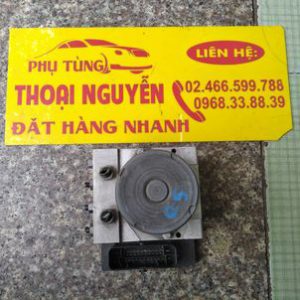 LIÊN HỆ:
PHỤ TÙNG
THOẠI NGUYỄN
02.466.599.788
0968.33.88.39
ĐẶT HÀNG NHANH